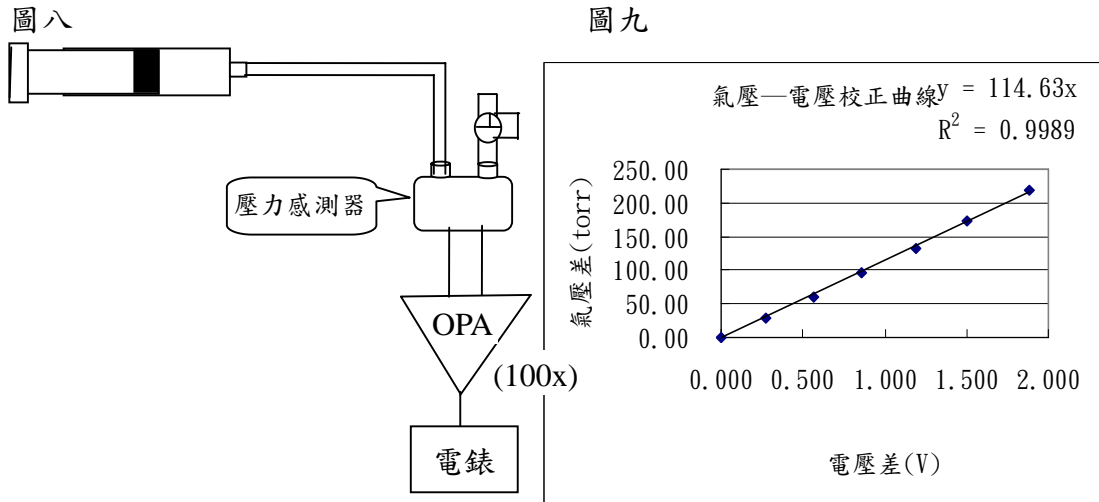 圖八
圖九
壓力感測器
OPA
(100x)
電錶
氣壓—電壓校正曲線
y = 114.63x
R² = 0.9989
氣壓差(torr)
250.00
200.00
150.00
100.00
50.00
0.00
0.000 0.500 1.000 1.500 2.000
電壓差(V)